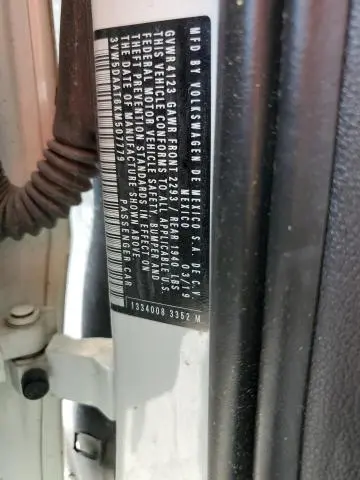 MFD BY VOLKSWAGEN DE MEXICO S.A. DE C.V.
MEXICO 03/19
GVWR 4123 GAWR FRONT 2293 / REAR 1940 LBS
THIS VEHICLE CONFORMS TO ALL APPLICABLE U.S.
FEDERAL MOTOR VEHICLE SAFETY, BUMPER AND
THEFT PREVENTION STANDARDS IN EFFECT ON
THE DATE OF MANUFACTURE SHOWN ABOVE
3VW5DAAT6KM507779 PASSENGER CAR
1334008 3352 M